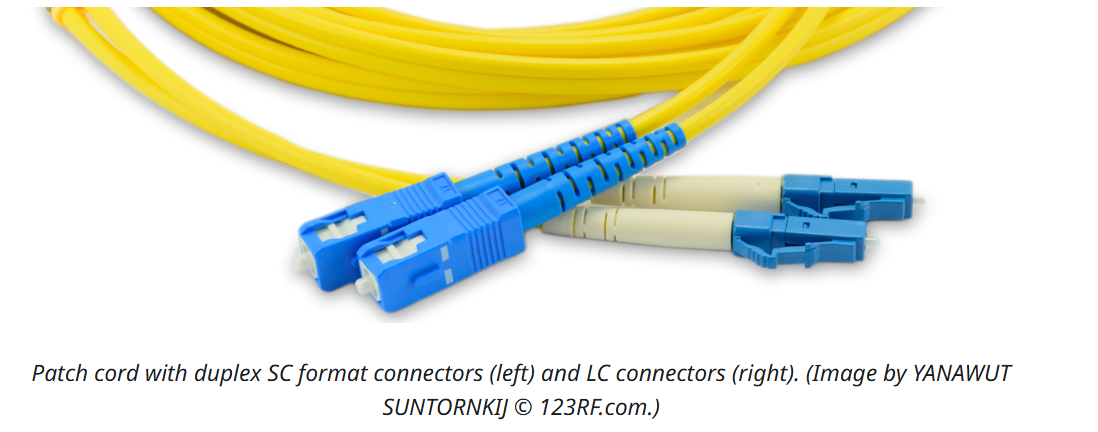 Patch cord with duplex SC format connectors (left) and LC connectors (right). (Image by YANAWUT
SUNTORNKIJ © 123RF.com.)